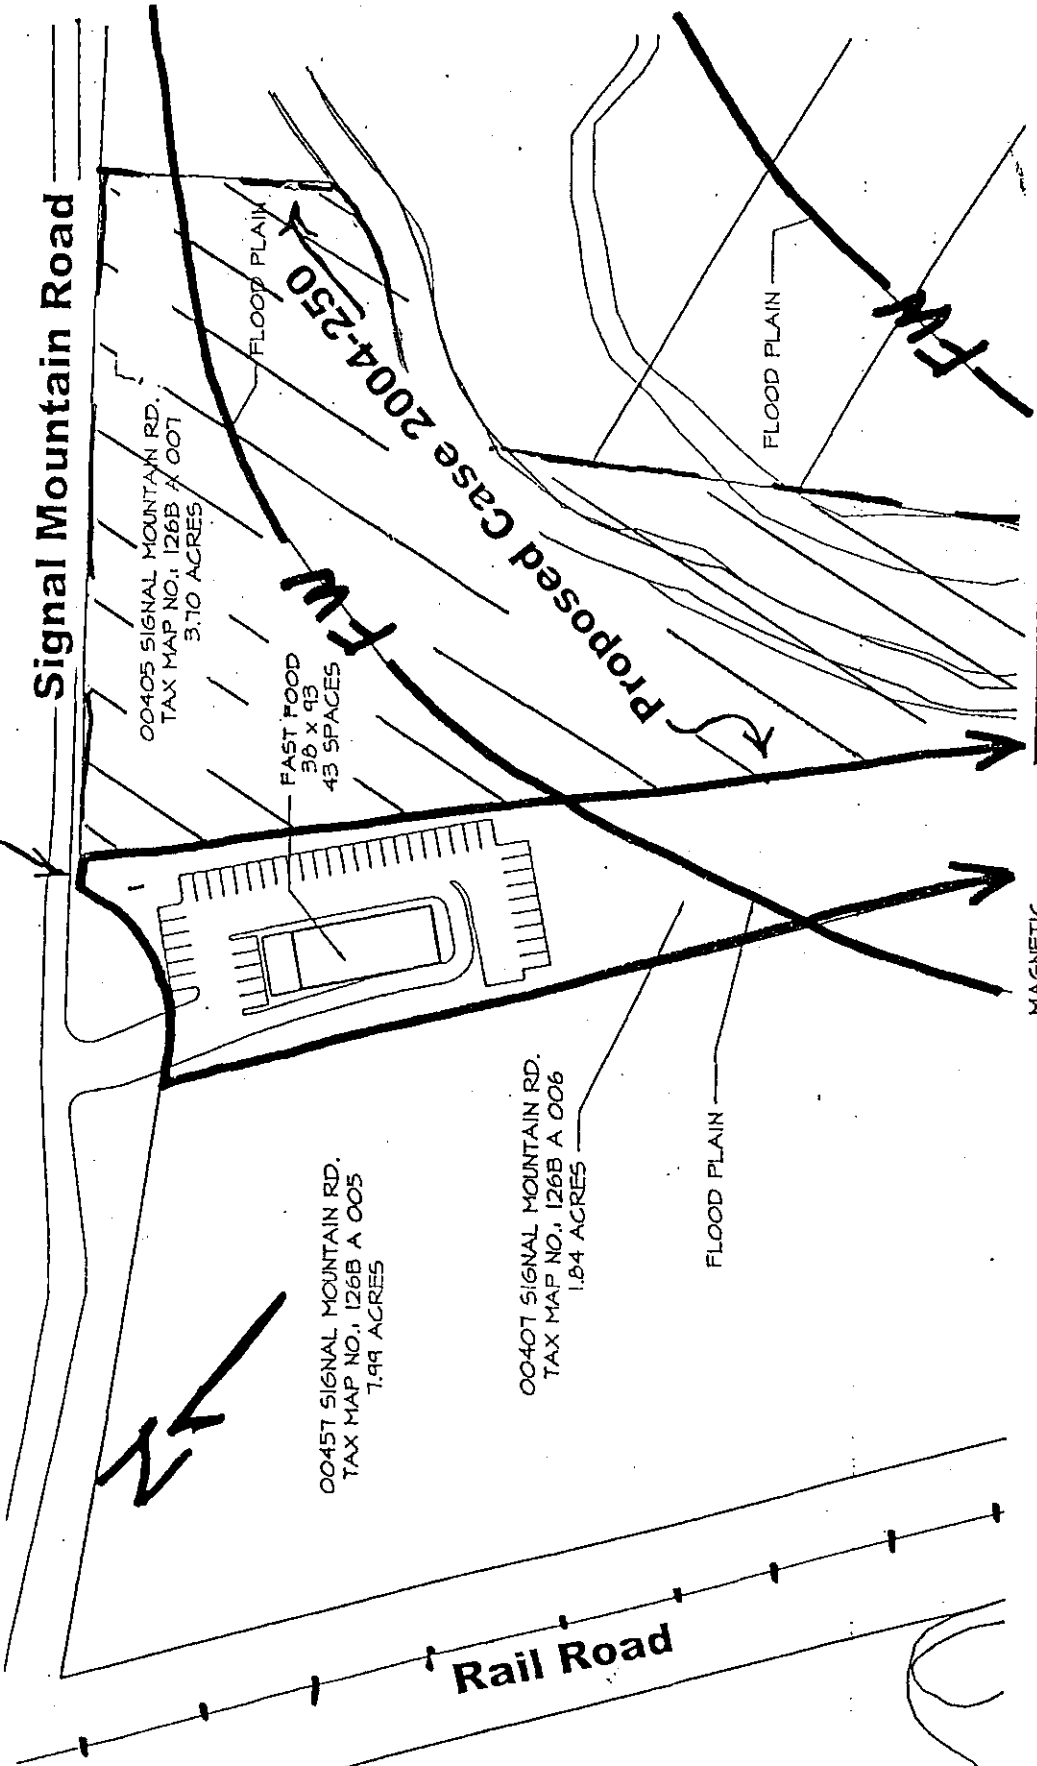 Signal Mountain Road
00405 SIGNAL MOUNTAIN RD.
TAX MAP NO.: 126B A 007
3.70 ACRES
FLOOD PLAIN
Proposed Case 2004-250
FLOOD PLAIN
FW
FW
FAST FOOD
38 x 93
43 SPACES
00407 SIGNAL MOUNTAIN RD.
TAX MAP NO.: 126B A 006
1.84 ACRES
FLOOD PLAIN
00457 SIGNAL MOUNTAIN RD.
TAX MAP NO.: 126B A 005
7.99 ACRES
N
Rail Road
MAGNETIC